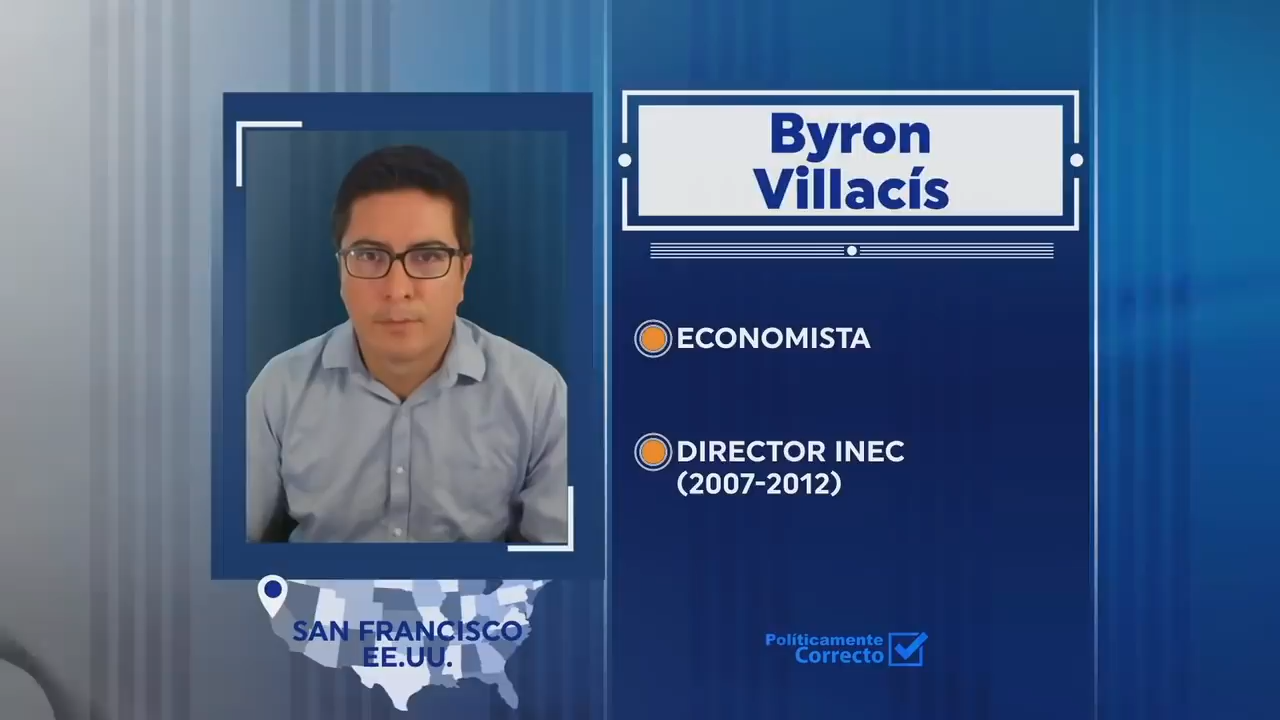 Byron
Villacís
ECONOMISTA
DIRECTOR INEC
(2007-2012)
SAN FRANCISCO
EE.UU.
Políticamente
Correcto